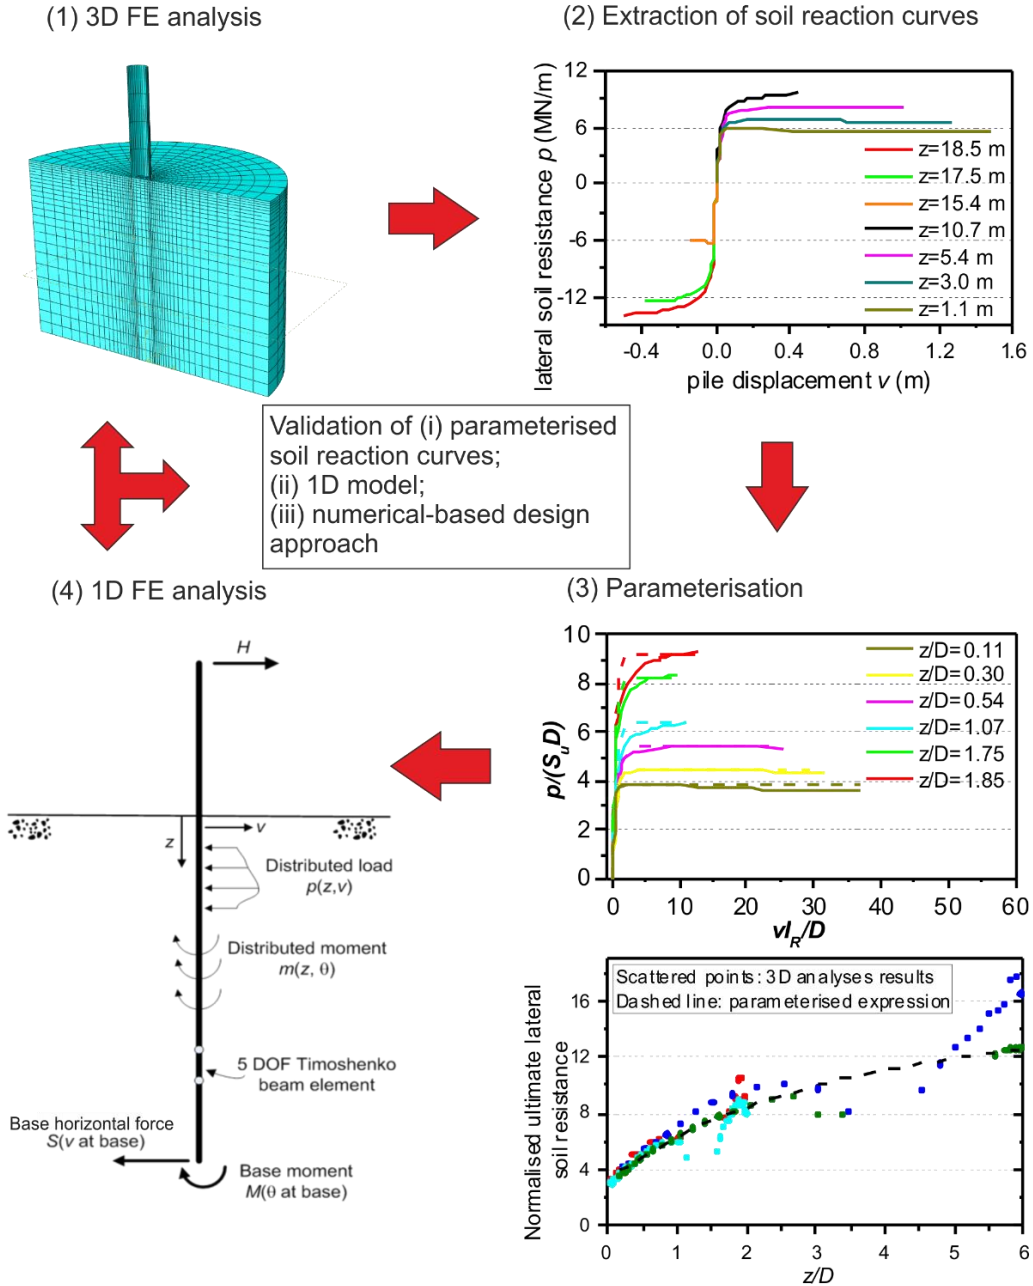 (1) 3D FE analysis
(2) Extraction of soil reaction curves
lateral soil resistance p (MN/m)
12
6
0
-6
-12
z=18.5 m
z=17.5 m
z=15.4 m
z=10.7 m
z=5.4 m
z=3.0 m
z=1.1 m
-0.4
0.0
0.4
0.8
1.2
1.6
pile displacement v (m)
Validation of (i) parameterised
soil reaction curves;
(ii) 1D model;
(iii) numerical-based design
approach
(4) 1D FE analysis
H
v
z
Distributed load
p(z,v)
Distributed moment
m(z, θ)
5 DOF Timoshenko
beam element
Base horizontal force
S(v at base)
Base moment
M(θ at base)
(3) Parameterisation
p/(SuD)
10
8
6
4
2
0
z/D=0.11
z/D=0.30
z/D=0.54
z/D=1.07
z/D=1.75
z/D=1.85
0
10
20
30
40
50
60
vIR/D
Normalised ultimate lateral
soil resistance
Scattered points: 3D analyses results
Dashed line: parameterised expression
16
12
8
4
0
0
1
2
3
4
5
6
z/D